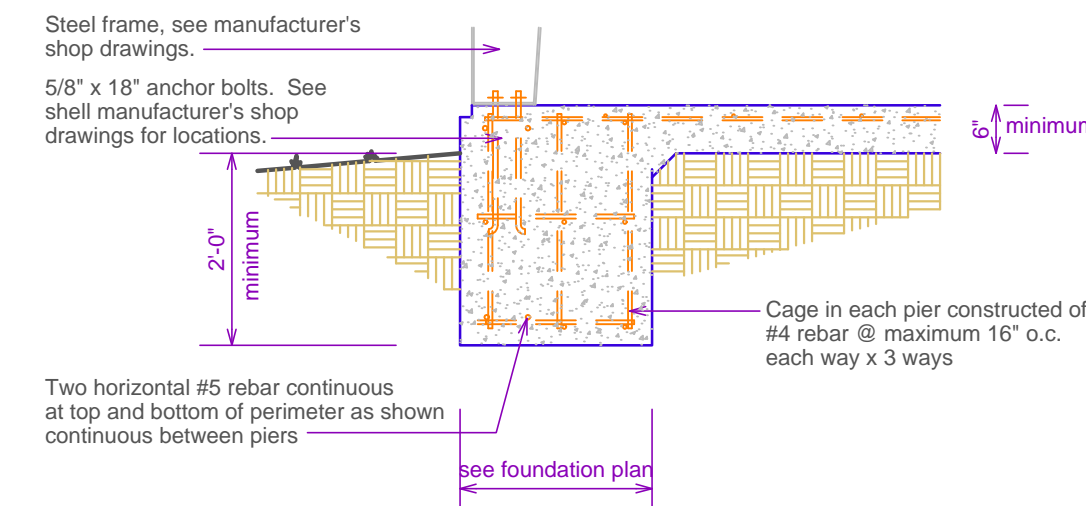 Steel frame, see manufacturer's
shop drawings.
5/8" x 18" anchor bolts.  See
shell manufacturer's shop
drawings for locations.
6"
minimum
2'-0"
minimum
Cage in each pier constructed of
#4 rebar @ maximum 16" o.c.
each way x 3 ways
Two horizontal #5 rebar continuous
at top and bottom of perimeter as shown
continuous between piers
see foundation plan